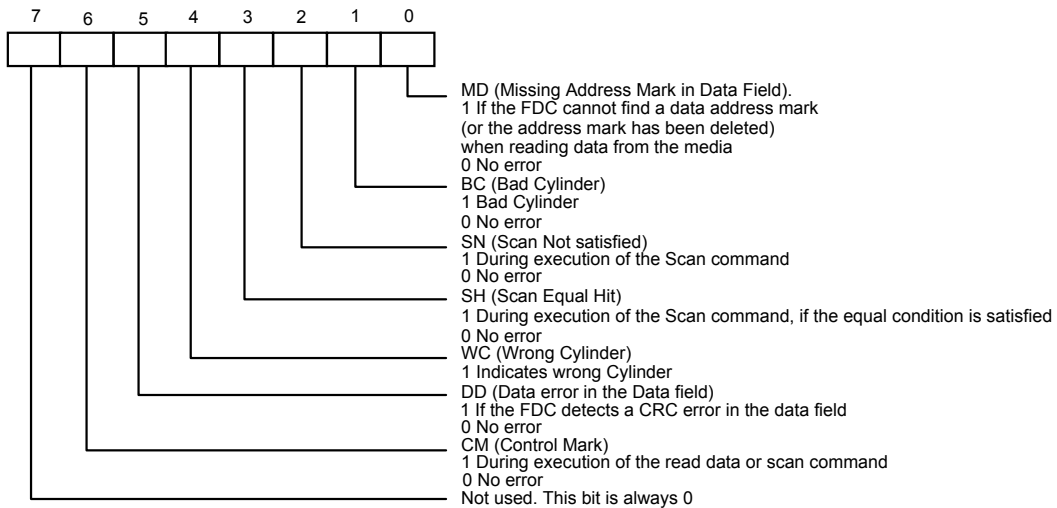 7 6 5 4 3 2 1 0
MD (Missing Address Mark in Data Field).
1 If the FDC cannot find a data address mark
(or the address mark has been deleted)
when reading data from the media
0 No error
BC (Bad Cylinder)
1 Bad Cylinder
0 No error
SN (Scan Not satisfied)
1 During execution of the Scan command
0 No error
SH (Scan Equal Hit)
1 During execution of the Scan command, if the equal condition is satisfied
0 No error
WC (Wrong Cylinder)
1 Indicates wrong Cylinder
DD (Data error in the Data field)
1 If the FDC detects a CRC error in the data field
0 No error
CM (Control Mark)
1 During execution of the read data or scan command
0 No error
Not used. This bit is always 0